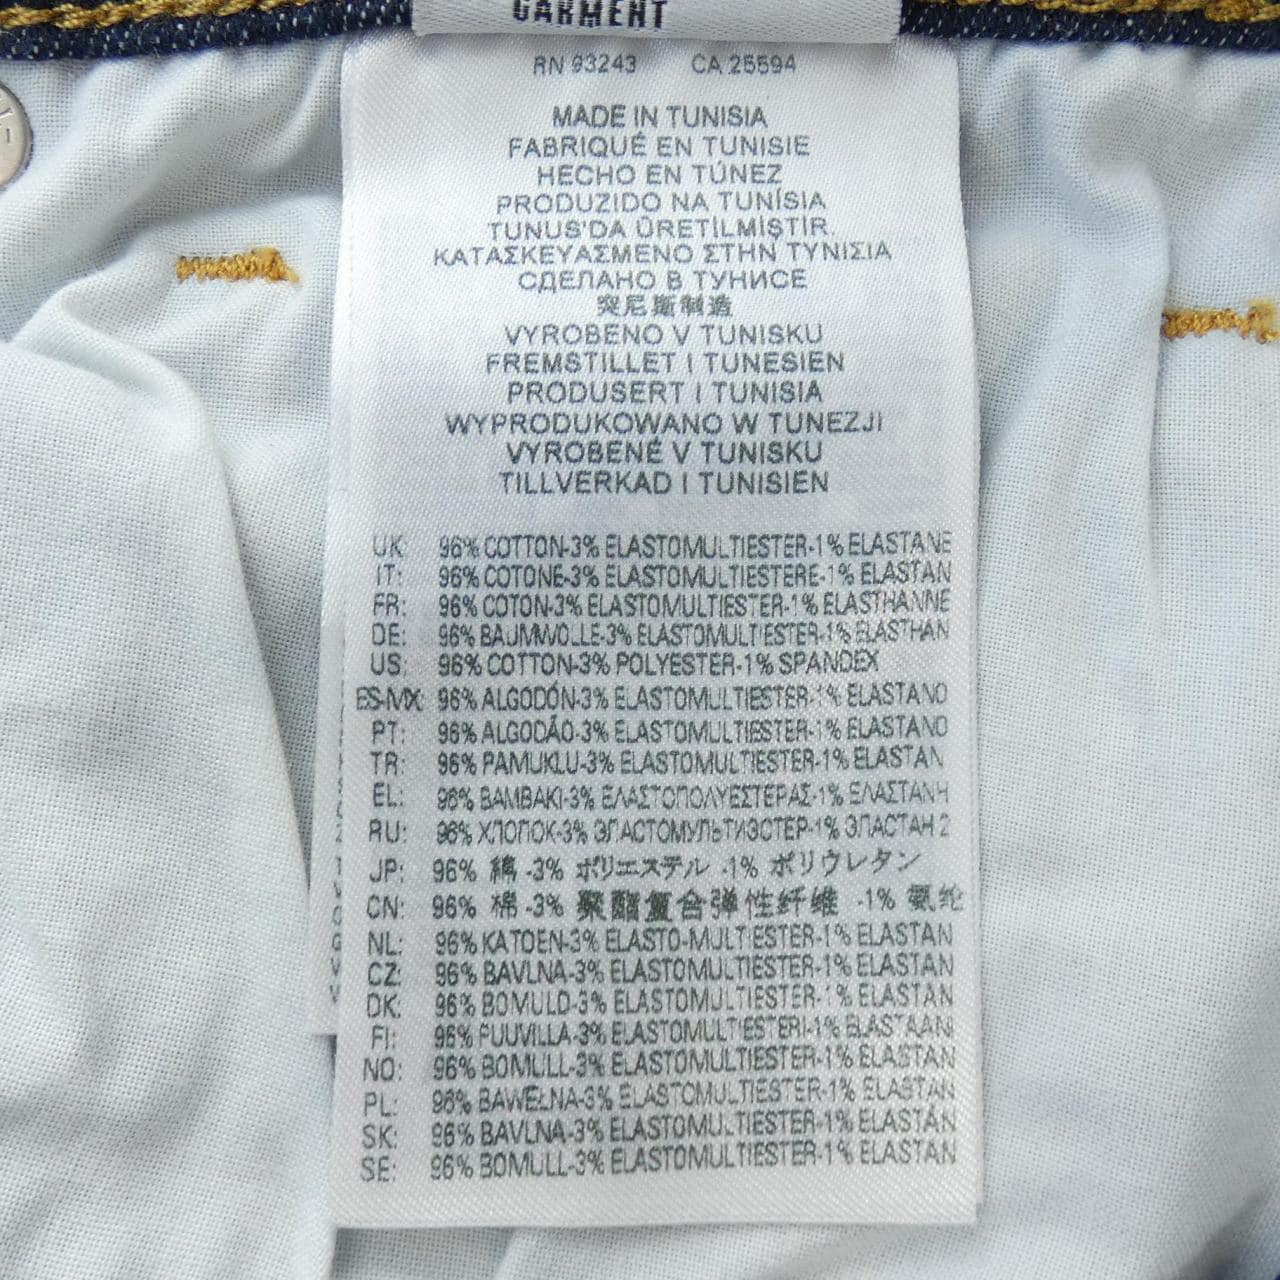 GARMENT
RN 93243 CA 25594
MADE IN TUNISIA
FABRIQUÉ EN TUNISIE
HECHO EN TÚNEZ
PRODUZIDO NA TUNÍSIA
TUNUS'DA ÜRETİLMİŞTİR.
ΚΑΤΑΣΚΕΥΑΣΜΕΝΟ ΣΤΗΝ ΤΥΝΙΣΙΑ
СДЕЛАНО В ТУНИСЕ
突尼斯制造
VYROBENO V TUNISKU
FREMSTILLET I TUNESIEN
PRODUSERT I TUNISIA
WYPRODUKOWANO W TUNEZJI
VYROBENÉ V TUNISKU
TILLVERKAD I TUNISIEN
UK: 96% COTTON-3% ELASTOMULTIESTER-1% ELASTANE
IT: 96% COTONE-3% ELASTOMULTIESTERE-1% ELASTAN
FR: 96% COTON-3% ELASTOMULTIESTER-1% ELASTHANNE
DE: 96% BAUMWOLLE-3% ELASTOMULTIESTER-1% ELASTHAN
US: 96% COTTON-3% POLYESTER-1% SPANDEX
ES-MX: 96% ALGODÓN-3% ELASTOMULTIESTER-1% ELASTANO
PT: 96% ALGODÃO-3% ELASTOMULTIESTER-1% ELASTANO
TR: 96% PAMUKLU-3% ELASTOMULTIESTER-1% ELASTAN
EL: 96% ΒΑΜΒΑΚΙ-3% ΕΛΑΣΤΟΠΟΛΥΕΣΤΕΡΑΣ-1% ΕΛΑΣΤΑΝΗ
RU: 96% ХЛОПОК-3% ЭЛАСТОМУЛЬТИЭСТЕР-1% ЭЛАСТАН 2
JP: 96% 綿 -3% ポリエステル -1% ポリウレタン
CN: 96% 棉 -3% 聚酯复合弹性纤维 -1% 氨纶
NL: 96% KATOEN-3% ELASTO-MULTIESTER-1% ELASTAN
CZ: 96% BAVLNA-3% ELASTOMULTIESTER-1% ELASTAN
DK: 96% BOMULD-3% ELASTOMULTIESTER-1% ELASTAN
FI: 96% PUUVILLA-3% ELASTOMULTIESTERI-1% ELASTAANI
NO: 96% BOMULL-3% ELASTOMULTIESTER-1% ELASTAN
PL: 96% BAWEŁNA-3% ELASTOMULTIESTER-1% ELASTAN
SK: 96% BAVLNA-3% ELASTOMULTIESTER-1% ELASTÁN
SE: 96% BOMULL-3% ELASTOMULTIESTER-1% ELASTAN